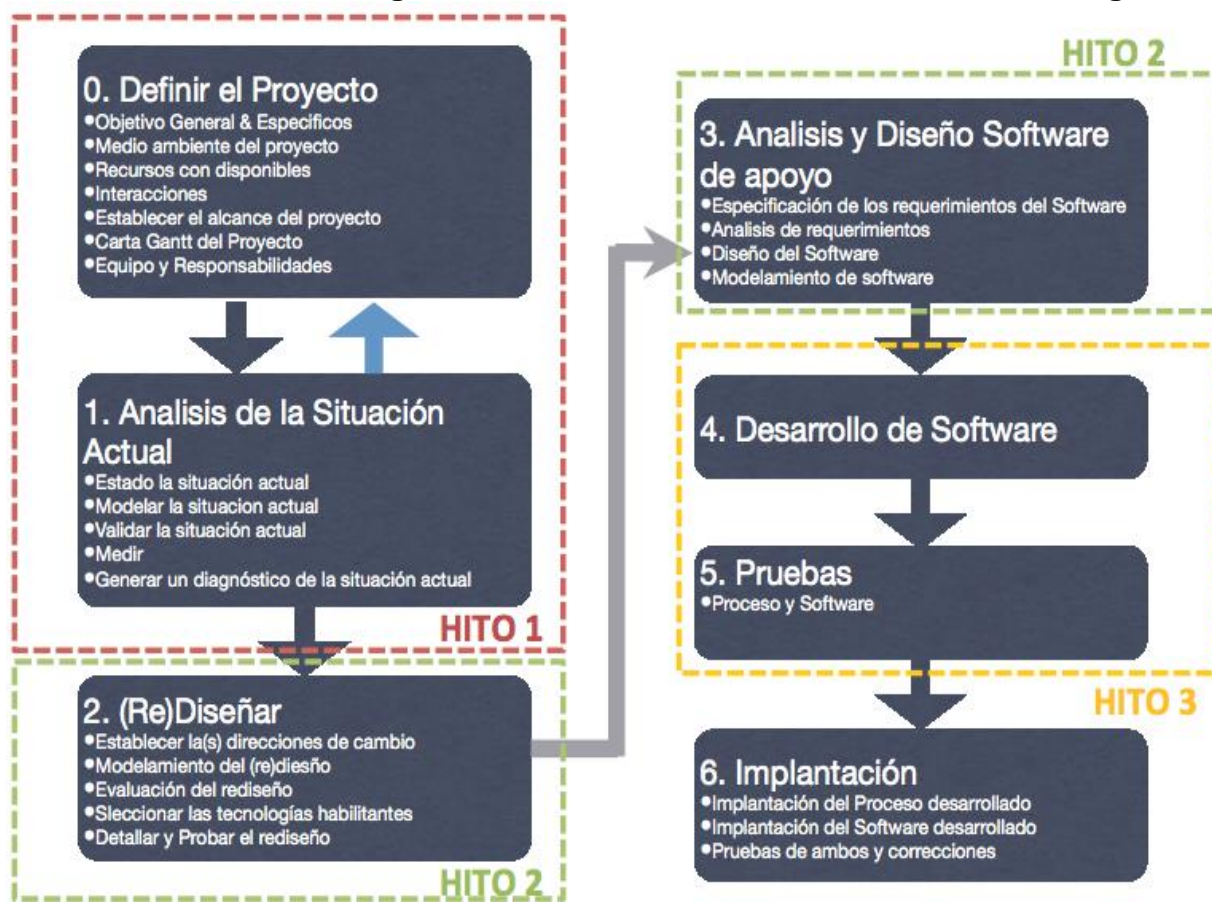 0. Definir el Proyecto
•Objetivo General & Especificos
•Medio ambiente del proyecto
•Recursos con disponibles
•Interacciones
•Establecer el alcance del proyecto
•Carta Gantt del Proyecto
•Equipo y Responsabilidades
1. Analisis de la Situación
Actual
•Estado la situación actual
•Modelar la situacion actual
•Validar la situación actual
•Medir
•Generar un diagnóstico de la situación actual
HITO 1
2. (Re)Diseñar
•Establecer la(s) direcciones de cambio
•Modelamiento del (re)diesño
•Evaluación del rediseño
•Sleccionar las tecnologías habilitantes
•Detallar y Probar el rediseño
HITO 2
HITO 2
3. Analisis y Diseño Software
de apoyo
•Especificación de los requerimientos del Software
•Analisis de requerimientos
•Diseño del Software
•Modelamiento de software
4. Desarrollo de Software
5. Pruebas
•Proceso y Software
HITO 3
6. Implantación
•Implantación del Proceso desarrollado
•Implantación del Software desarrollado
•Pruebas de ambos y correcciones